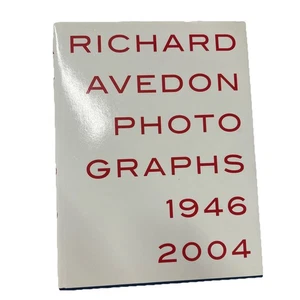 RICHARD
AVEDON
PHOTO
GRAPHS
1946
2004